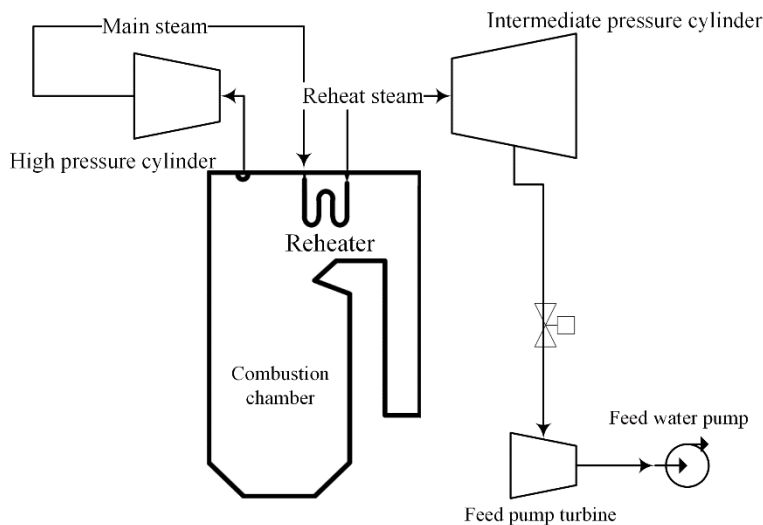 Intermediate pressure cylinder
Main steam
Reheat steam
High pressure cylinder
Reheater
Combustion
chamber
Feed water pump
Feed pump turbine